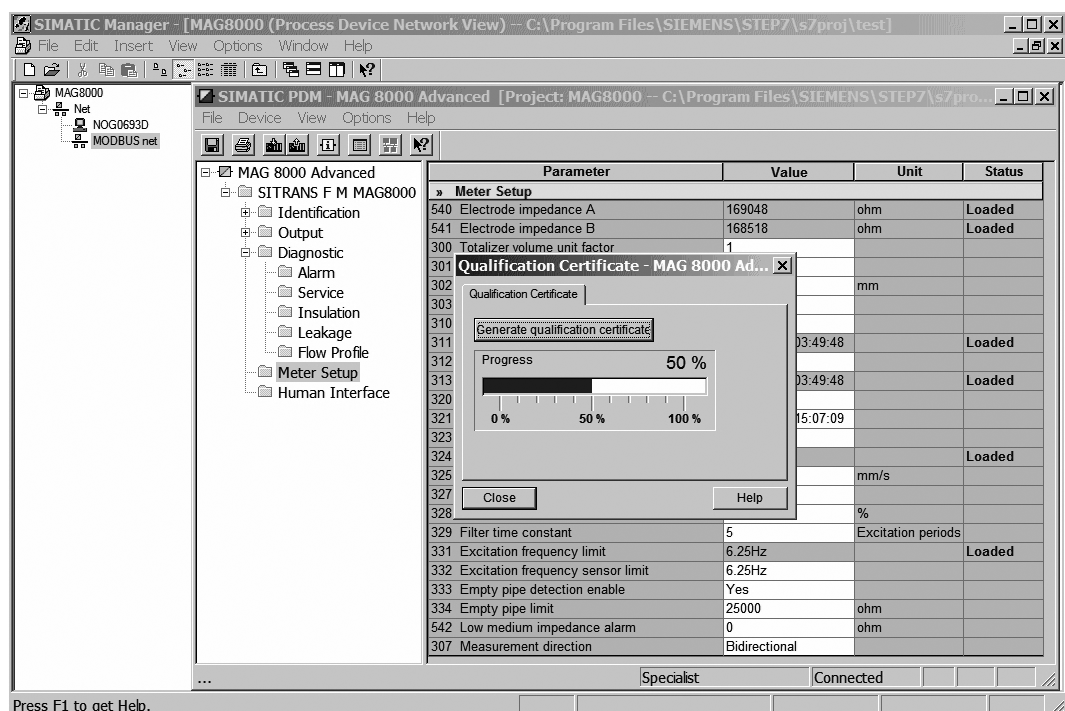 SIMATIC Manager - [MAG8000 (Process Device Network View) -- C:\Program Files\SIEMENS\STEP7\s7proj\test]
File Edit Insert View Options Window Help
MAG8000
Net
NOG0693D
MODBUS net
SIMATIC PDM - MAG 8000 Advanced [Project: MAG8000 -- C:\Program Files\SIEMENS\STEP7\s7pro...
File Device View Options Help
MAG 8000 Advanced
SITRANS F M MAG8000
Identification
Output
Diagnostic
Alarm
Service
Insulation
Leakage
Flow Profile
Meter Setup
Human Interface
Parameter Value Unit Status
» Meter Setup
540 Electrode impedance A 169048 ohm Loaded
541 Electrode impedance B 168518 ohm Loaded
300 Totalizer volume unit factor 1
301
302 mm
303
310
311 03:49:48 Loaded
312
313 03:49:48 Loaded
320
321 15:07:09
323
324 Loaded
325 mm/s
327
328 %
329 Filter time constant 5 Excitation periods
331 Excitation frequency limit 6.25Hz Loaded
332 Excitation frequency sensor limit 6.25Hz
333 Empty pipe detection enable Yes
334 Empty pipe limit 25000 ohm
542 Low medium impedance alarm 0 ohm
307 Measurement direction Bidirectional
Qualification Certificate - MAG 8000 Ad...
Qualification Certificate
Generate qualification certificate
Progress 50 %
0 % 50 % 100 %
Close Help
... Specialist Connected
Press F1 to get Help.